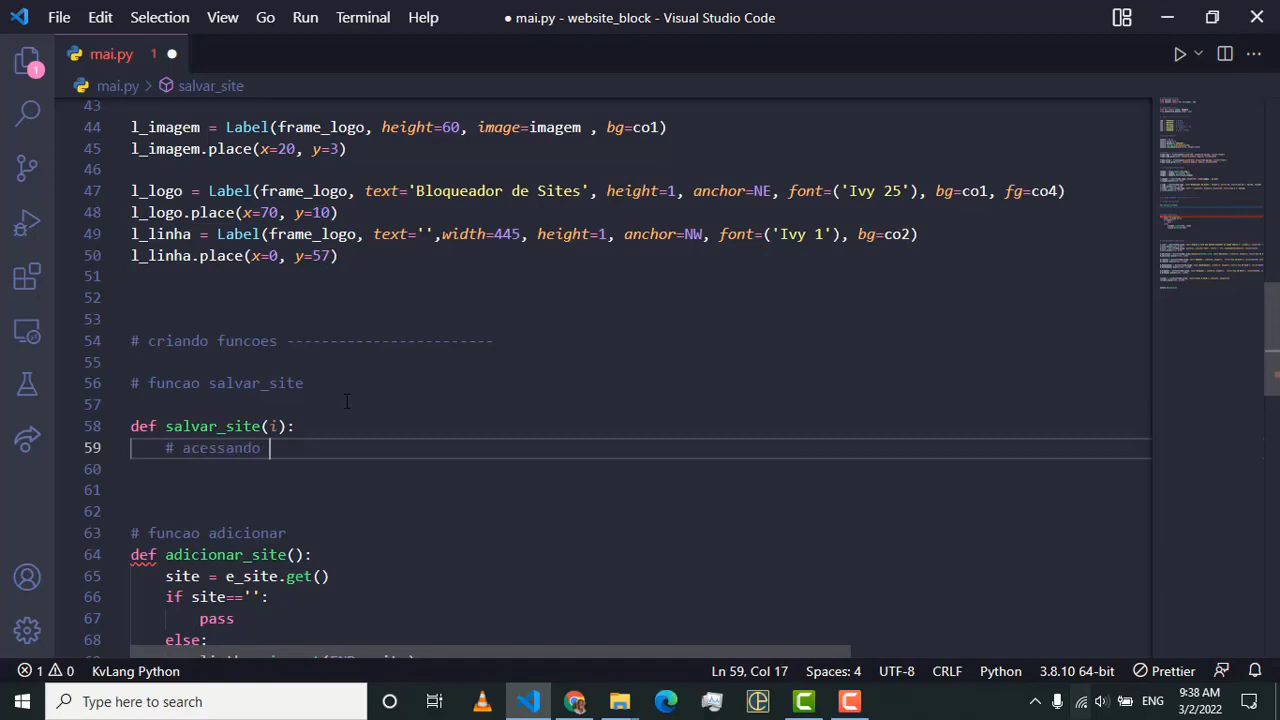 File Edit Selection View Go Run Terminal Help ● mai.py - website_block - Visual Studio Code
mai.py 1 ●
mai.py > salvar_site
1
43
44 l_imagem = Label(frame_logo, height=60, image=imagem , bg=co1)
45 l_imagem.place(x=20, y=3)
46
47 l_logo = Label(frame_logo, text='Bloqueador de Sites', height=1, anchor=NE, font=('Ivy 25'), bg=co1, fg=co4)
48 l_logo.place(x=70, y=10)
49 l_linha = Label(frame_logo, text='',width=445, height=1, anchor=NW, font=('Ivy 1'), bg=co2)
50 l_linha.place(x=0, y=57)
51
52
53
54 # criando funcoes ------------------------
55
56 # funcao salvar_site
57
58 def salvar_site(i):
59 # acessando
60
61
62
63 # funcao adicionar
64 def adicionar_site():
65 site = e_site.get()
66 if site=='':
67 pass
68 else:
1 0 KvLang Python Ln 59, Col 17 Spaces: 4 UTF-8 CRLF Python 3.8.10 64-bit Prettier
Type here to search
ENG 9:38 AM
3/2/2022